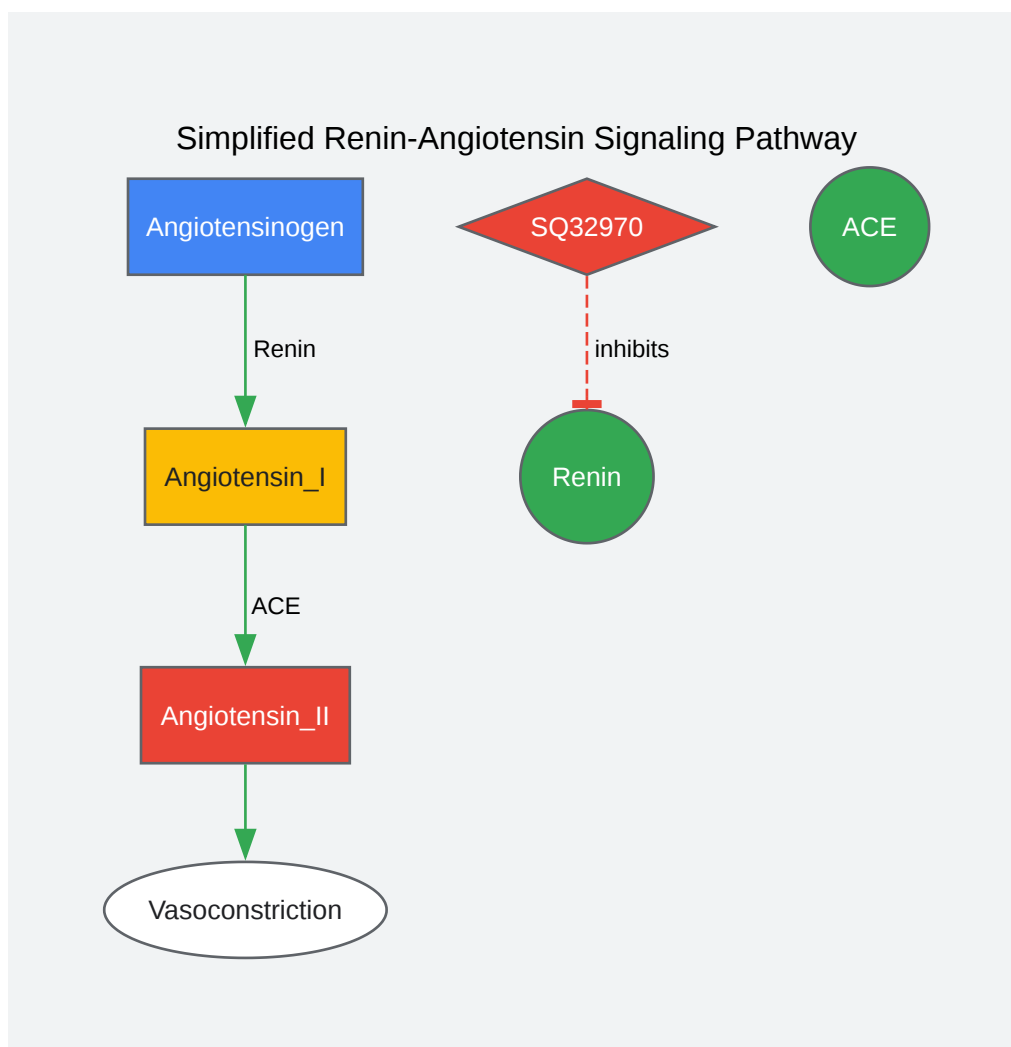 Simplified Renin-Angiotensin Signaling Pathway
Angiotensinogen
SQ32970
ACE
Renin
inhibits
Angiotensin_I
Renin
ACE
Angiotensin_II
Vasoconstriction